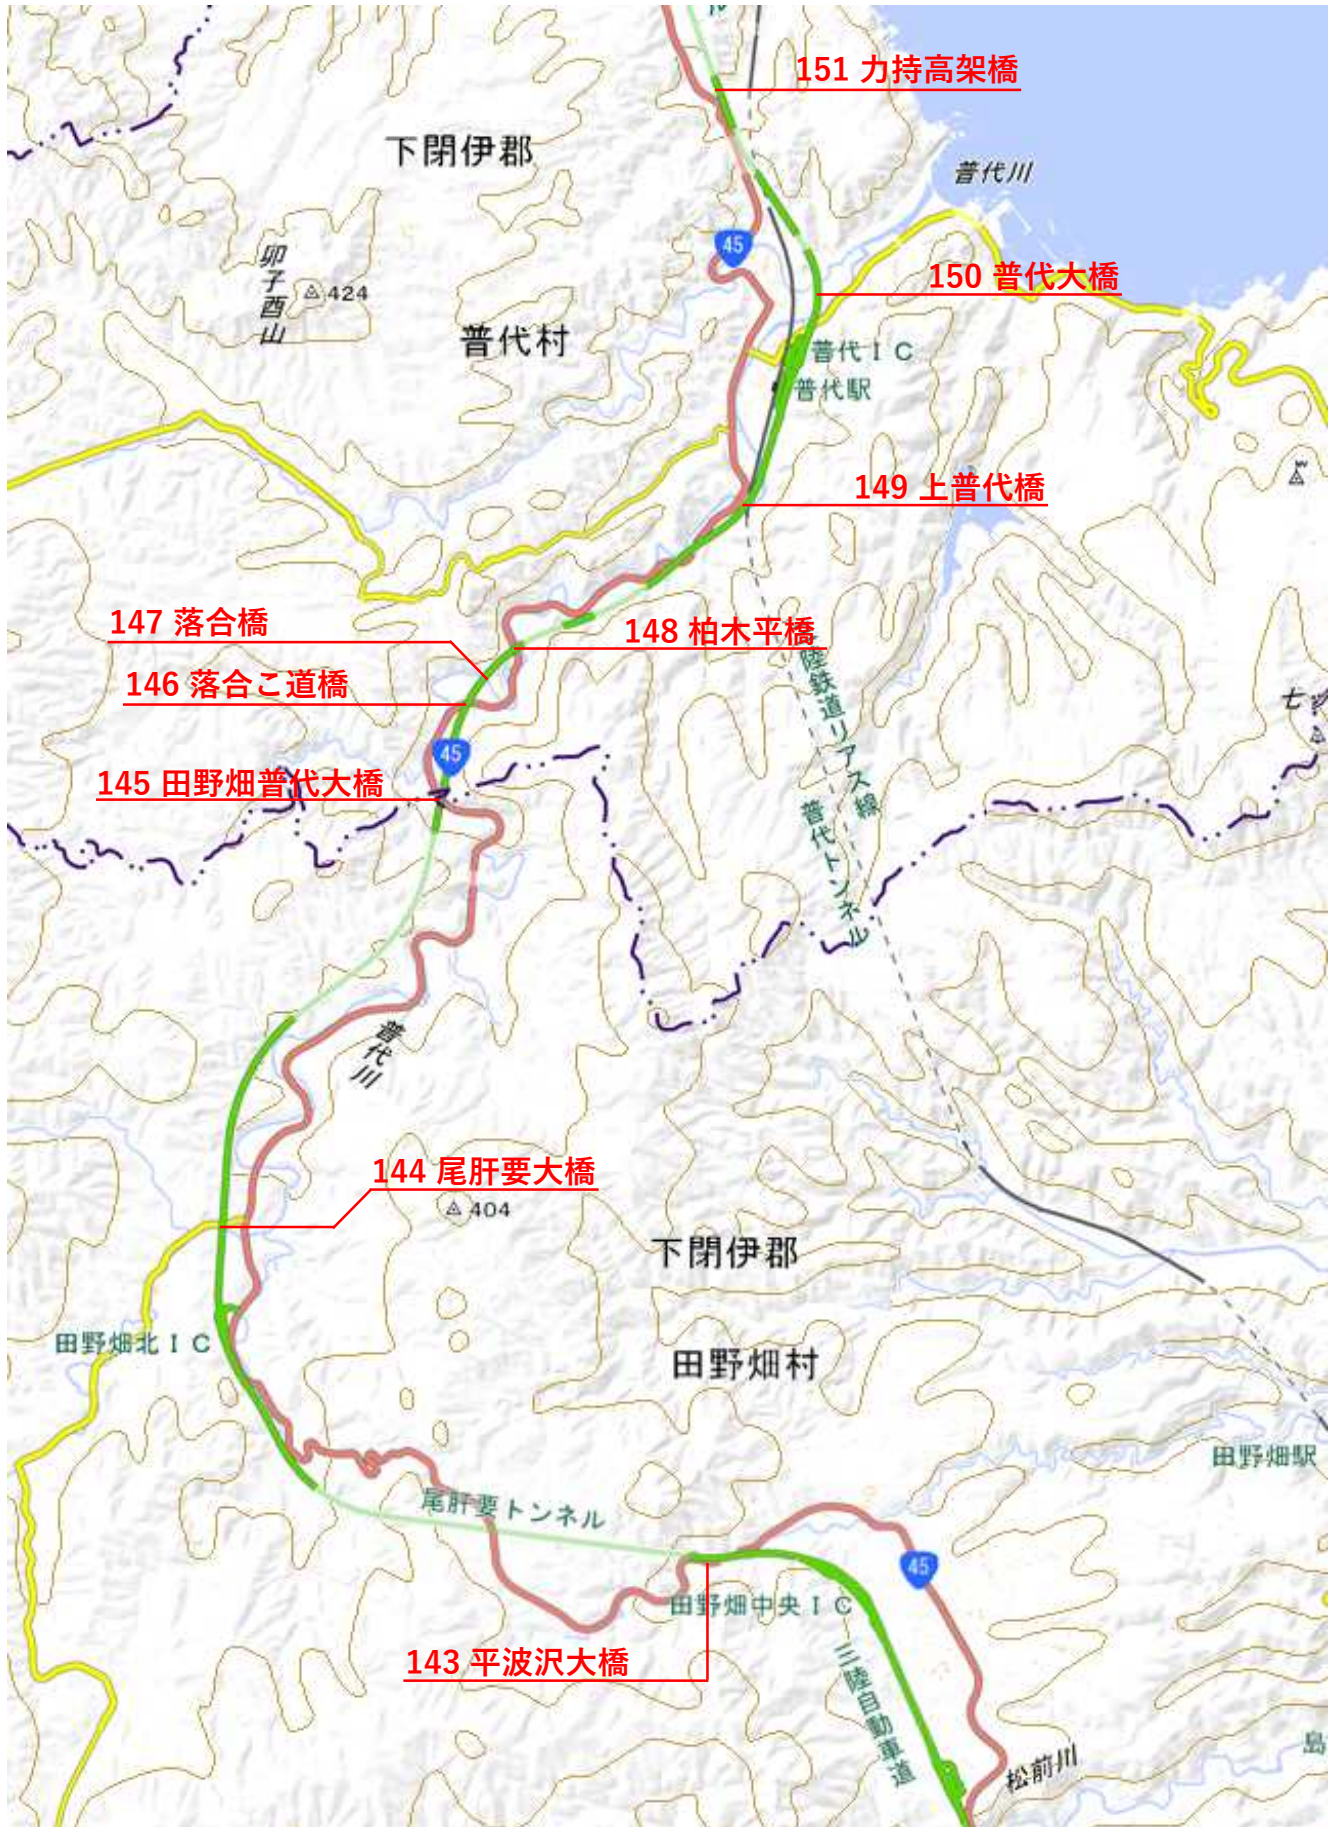 151 力持高架橋
下閉伊郡
普代川
45
卯子酉山
424
150 普代大橋
普代村
普代ＩＣ
普代駅
149 上普代橋
147 落合橋
148 柏木平橋
146 落合こ道橋
陸鉄道リアス線
普代トンネル
45
145 田野畑普代大橋
普代川
144 尾肝要大橋
404
下閉伊郡
田野畑北ＩＣ
田野畑村
田野畑駅
尾肝要トンネル
45
田野畑中央ＩＣ
143 平波沢大橋
三陸自動車道
松前川
島